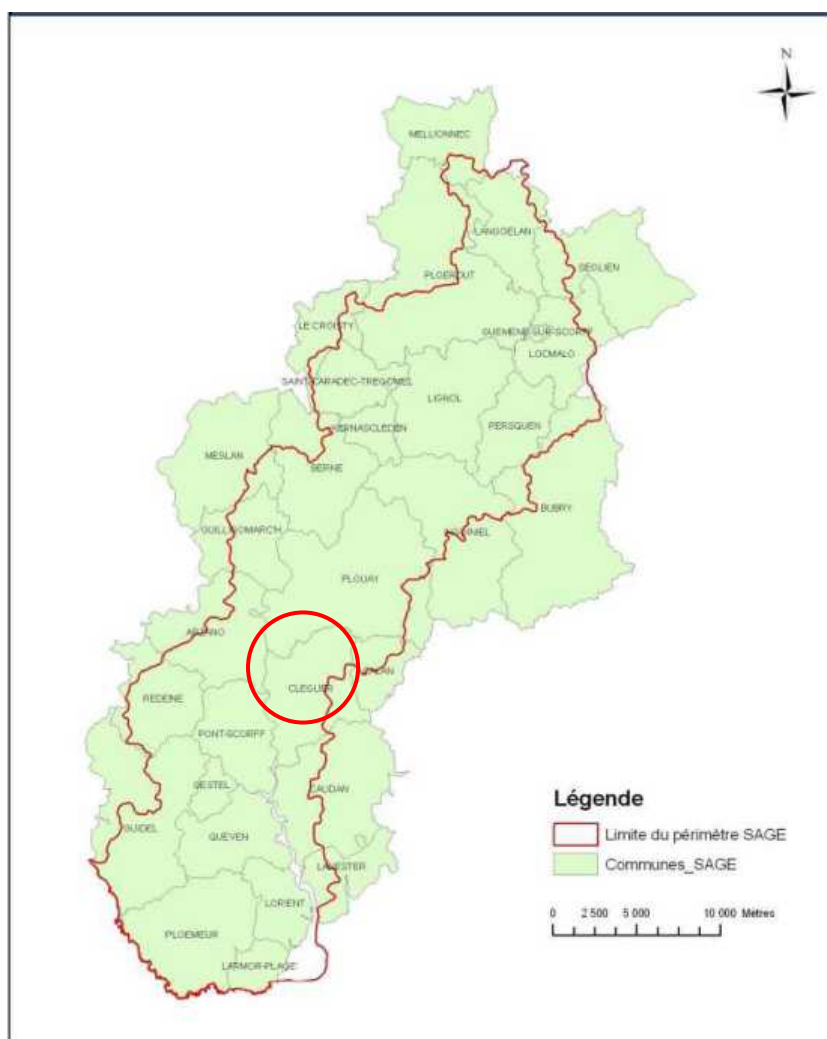 N
MELLIONNEC
LANGOELAN
PLOERDUT
SEGLIEN
LE CROISTY
GUEMENE-SUR-SCORFF
LOCMALO
SAINT-CARADEC-TREGOMEL
LIGNOL
KERNASCLEDEN
PERSQUEN
MESLAN
BERNE
BUBRY
GUILLIGOMARCH
PLOUAY
ARZANO
CLEGUER
REDENE
PONT-SCORFF
GESTEL
CAUDAN
GUIDEL
QUEVEN
LANESTER
LORIENT
PLOEMEUR
LARMOR-PLAGE
Légende
Limite du périmètre SAGE
Communes_SAGE
0 2 500 5 000 10 000 Mètres